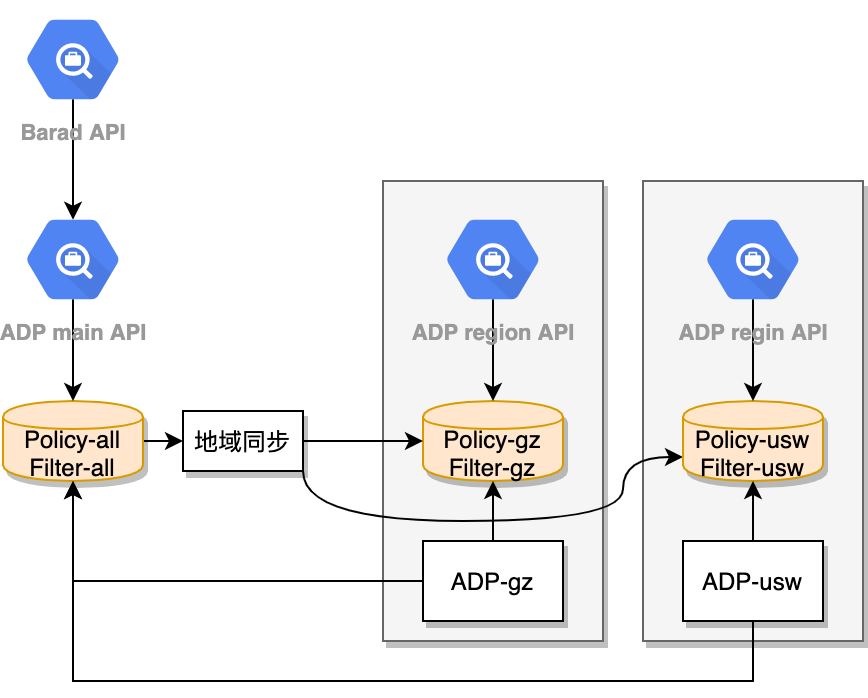 Barad API
ADP main API
ADP region API
ADP regin API
Policy-all
Filter-all
地域同步
Policy-gz
Filter-gz
Policy-usw
Filter-usw
ADP-gz
ADP-usw